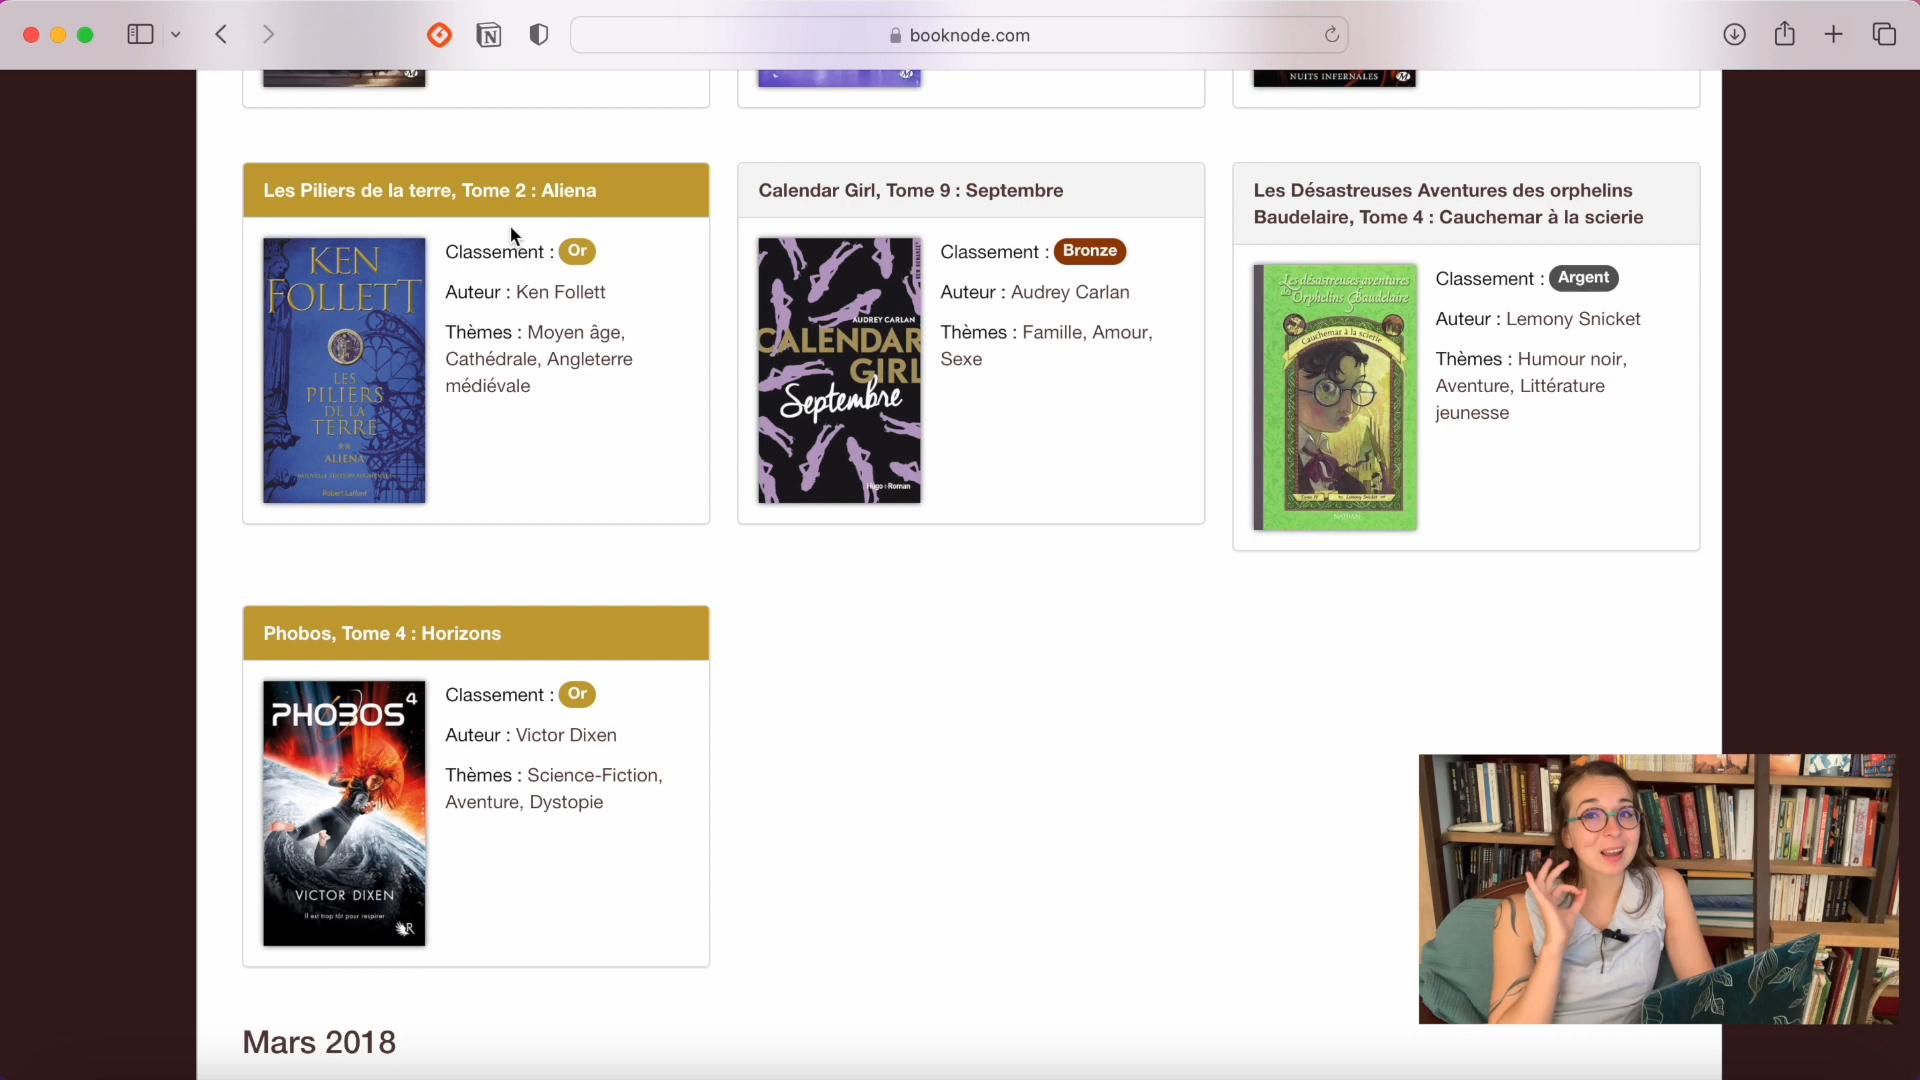 booknode.com
NUITS INFERNALES
Les Piliers de la terre, Tome 2 : Aliena
KEN
FOLLETT
LES
PILIERS
DE LA
TERRE
**
ALIENA
Robert Laffont
Classement : Or
Auteur : Ken Follett
Thèmes : Moyen âge,
Cathédrale, Angleterre
médiévale
Calendar Girl, Tome 9 : Septembre
AUDREY CARLAN
CALENDAR
GIRL
Septembre
Hugo Roman
Classement : Bronze
Auteur : Audrey Carlan
Thèmes : Famille, Amour,
Sexe
Les Désastreuses Aventures des orphelins
Baudelaire, Tome 4 : Cauchemar à la scierie
Les désastreuses aventures
des Orphelins Baudelaire
Cauchemar à la scierie
Lemony Snicket
NATHAN
Classement : Argent
Auteur : Lemony Snicket
Thèmes : Humour noir,
Aventure, Littérature
jeunesse
Phobos, Tome 4 : Horizons
PHOBOS 4
VICTOR DIXEN
Il est trop tôt pour respirer
R
Classement : Or
Auteur : Victor Dixen
Thèmes : Science-Fiction,
Aventure, Dystopie
Mars 2018